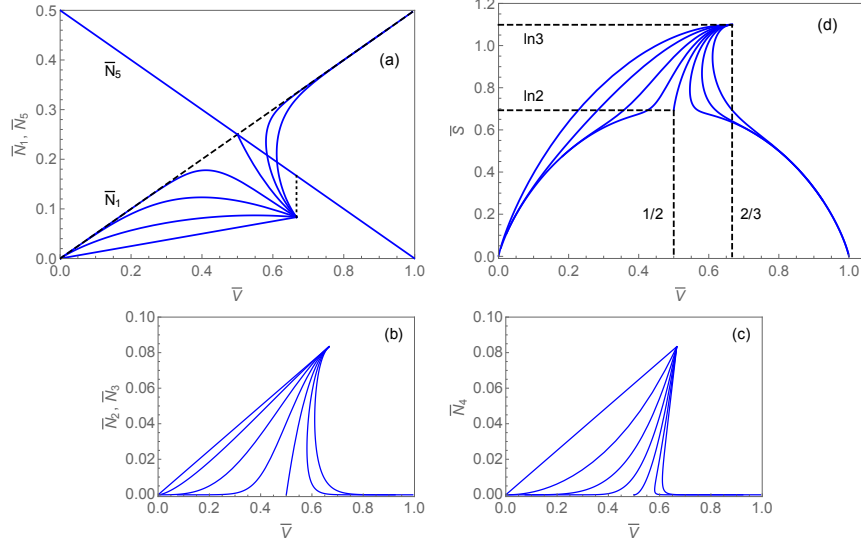 (a)
N̅₁, N̅₅
0.5
0.4
0.3
0.2
0.1
0.0
N̅₅
N̅₁
0.0 0.2 0.4 0.6 0.8 1.0
V̅
(d)
S̅
1.2
1.0
0.8
0.6
0.4
0.2
0.0
ln3
ln2
1/2 2/3
0.0 0.2 0.4 0.6 0.8 1.0
V̅
(b)
N̅₂, N̅₃
0.10
0.08
0.06
0.04
0.02
0.00
0.0 0.2 0.4 0.6 0.8 1.0
V̅
(c)
N̅₄
0.10
0.08
0.06
0.04
0.02
0.00
0.0 0.2 0.4 0.6 0.8 1.0
V̅